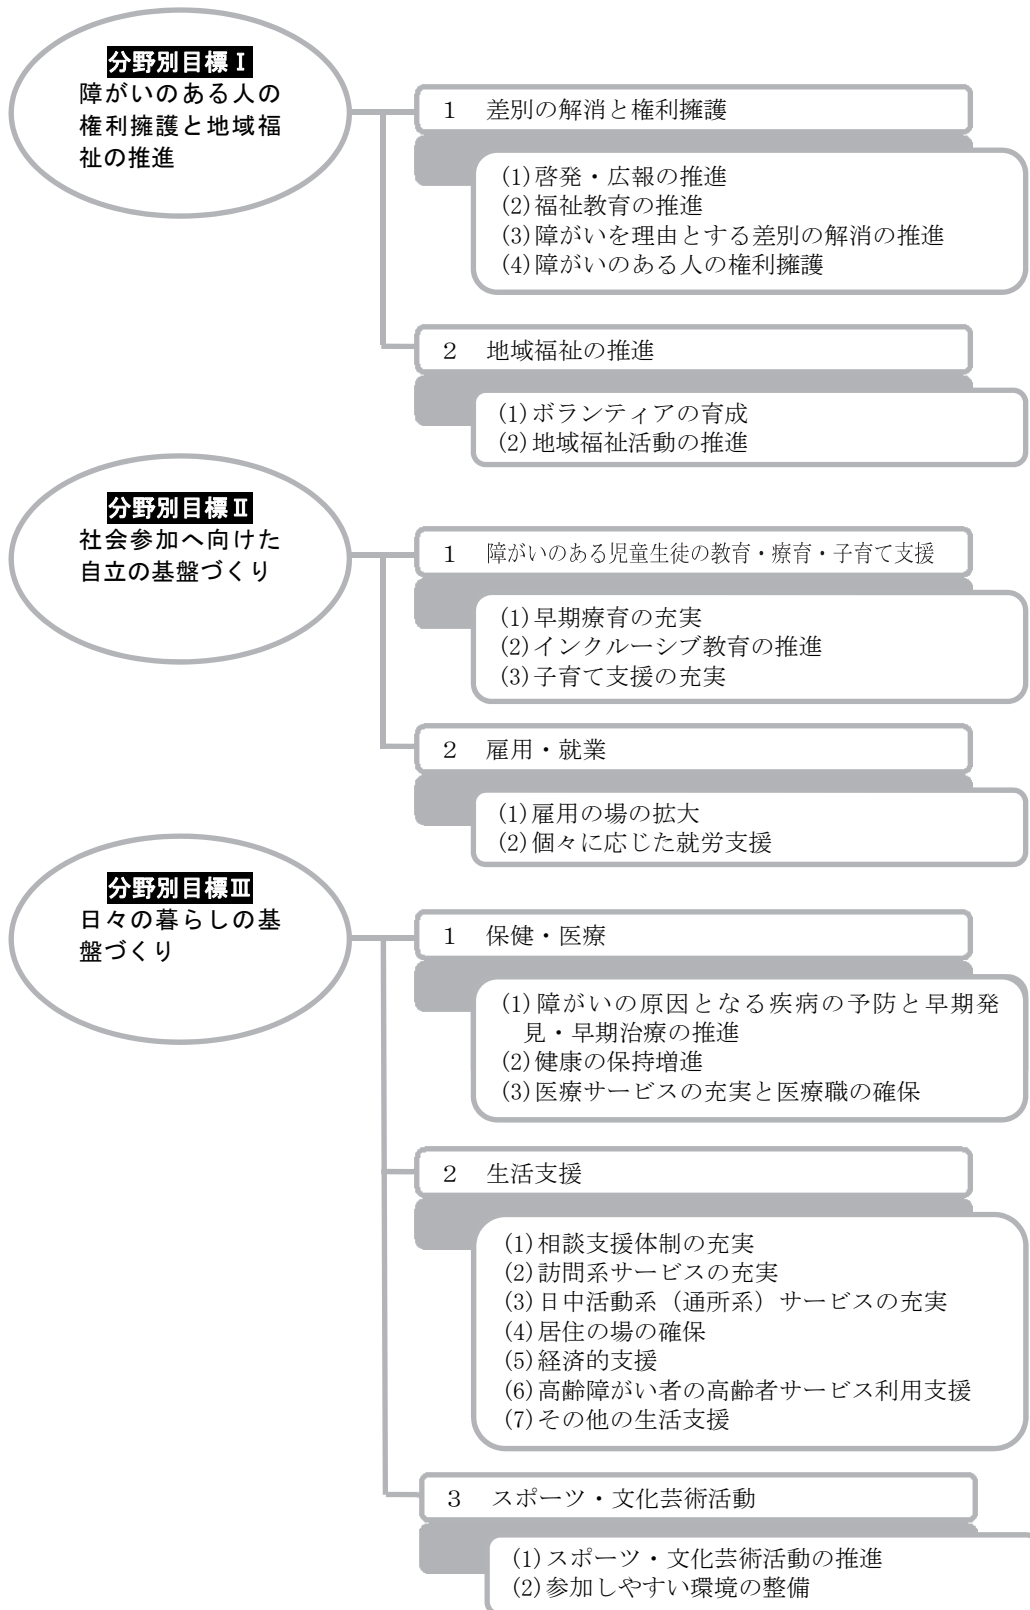 分野別目標Ⅰ
障がいのある人の
権利擁護と地域福
祉の推進
1 差別の解消と権利擁護
(1)啓発・広報の推進
(2)福祉教育の推進
(3)障がいを理由とする差別の解消の推進
(4)障がいのある人の権利擁護
2 地域福祉の推進
(1)ボランティアの育成
(2)地域福祉活動の推進
分野別目標Ⅱ
社会参加へ向けた
自立の基盤づくり
1 障がいのある児童生徒の教育・療育・子育て支援
(1)早期療育の充実
(2)インクルーシブ教育の推進
(3)子育て支援の充実
2 雇用・就業
(1)雇用の場の拡大
(2)個々に応じた就労支援
分野別目標Ⅲ
日々の暮らしの基
盤づくり
1 保健・医療
(1)障がいの原因となる疾病の予防と早期発
見・早期治療の推進
(2)健康の保持増進
(3)医療サービスの充実と医療職の確保
2 生活支援
(1)相談支援体制の充実
(2)訪問系サービスの充実
(3)日中活動系（通所系）サービスの充実
(4)居住の場の確保
(5)経済的支援
(6)高齢障がい者の高齢者サービス利用支援
(7)その他の生活支援
3 スポーツ・文化芸術活動
(1)スポーツ・文化芸術活動の推進
(2)参加しやすい環境の整備